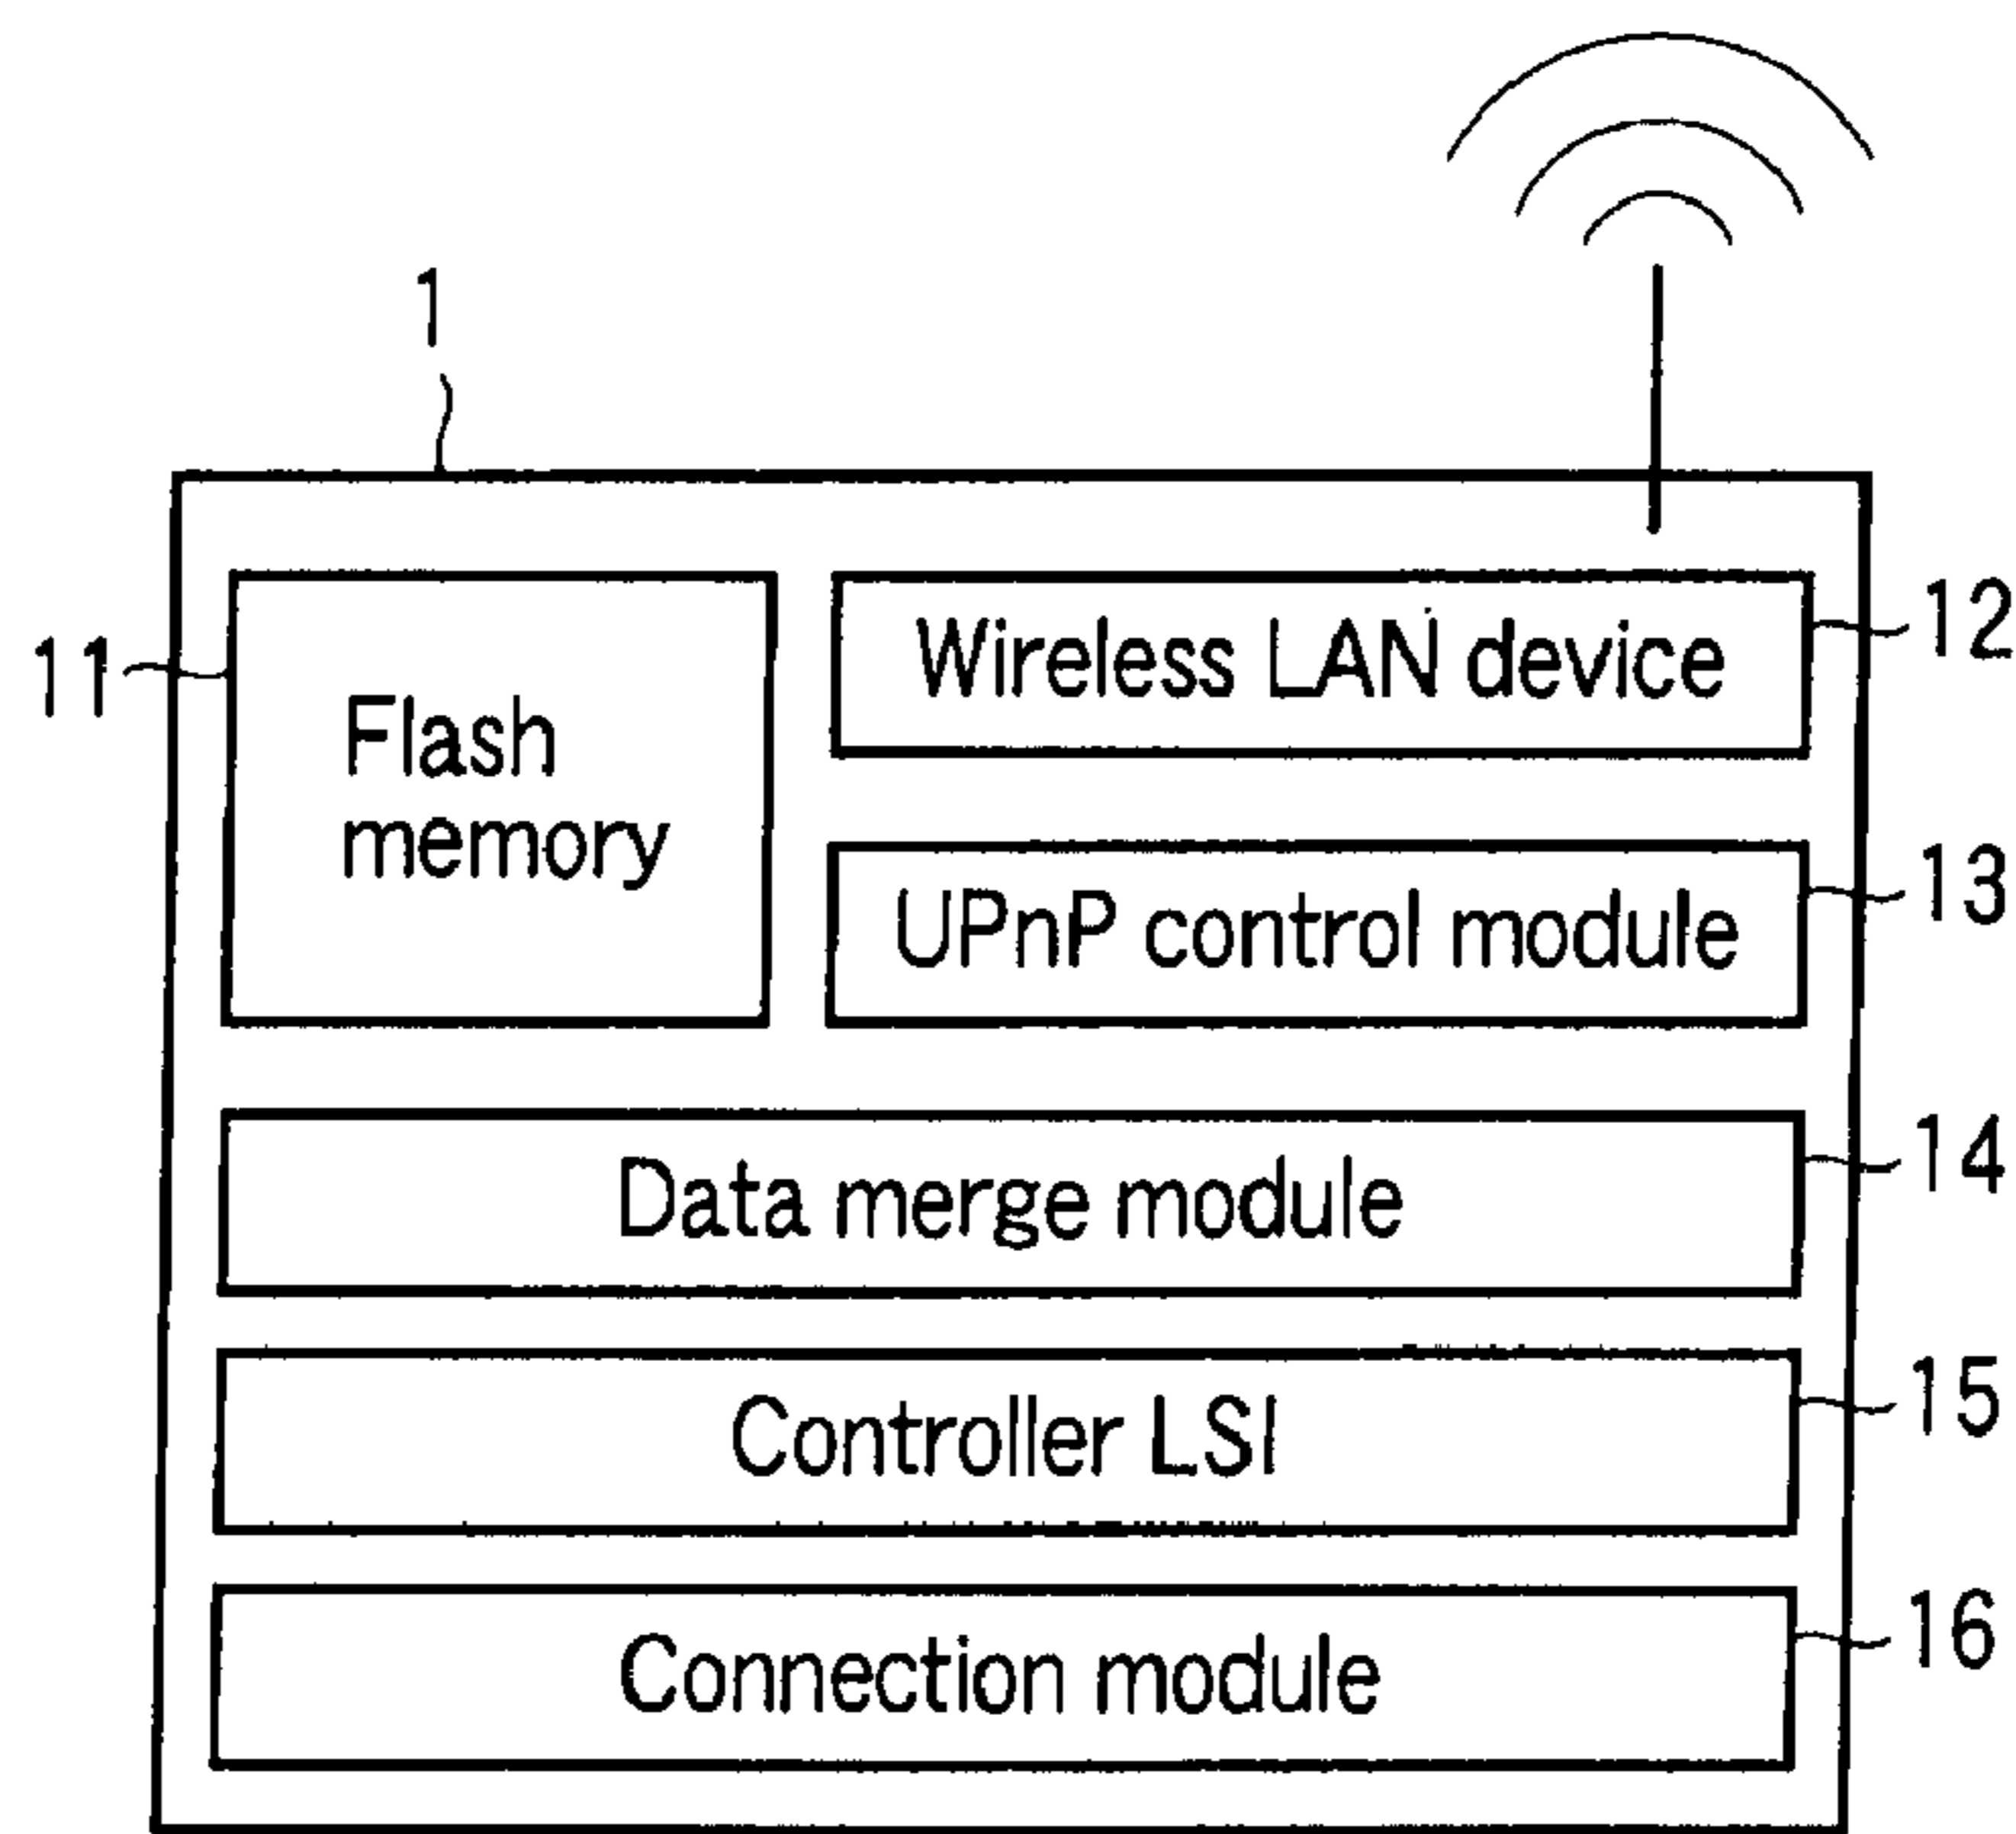 1
11
Flash
memory
Wireless LAN device
12
UPnP control module
13
Data merge module
14
Controller LSI
15
Connection module
16